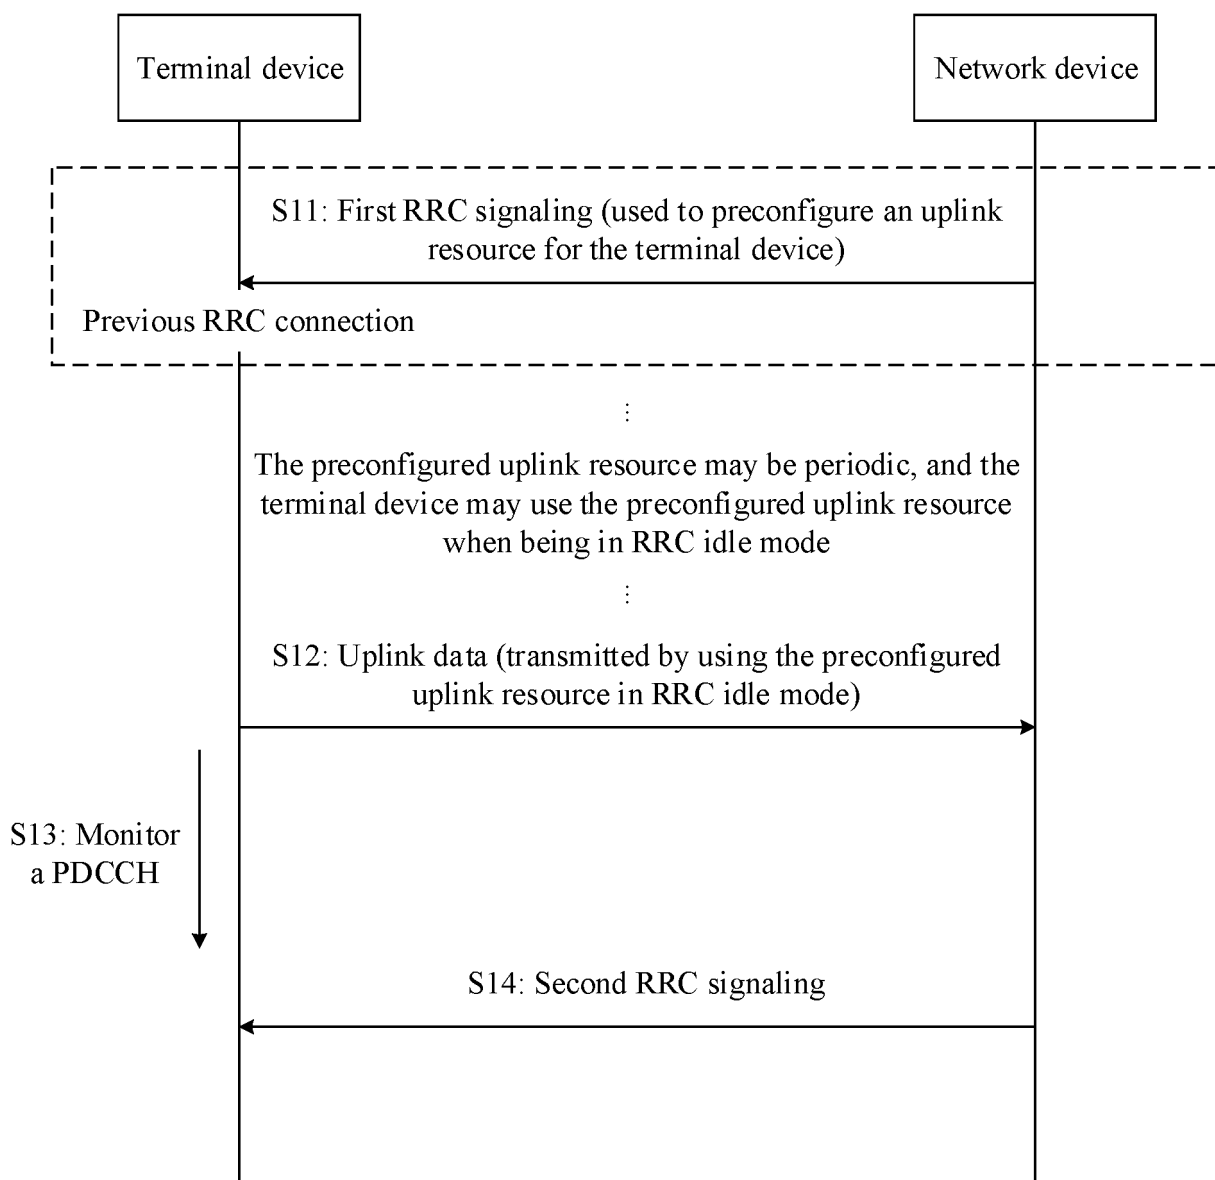 Terminal device
Network device
S11: First RRC signaling (used to preconfigure an uplink
resource for the terminal device)
Previous RRC connection
The preconfigured uplink resource may be periodic, and the
terminal device may use the preconfigured uplink resource
when being in RRC idle mode
S12: Uplink data (transmitted by using the preconfigured
uplink resource in RRC idle mode)
S13: Monitor
a PDCCH
S14: Second RRC signaling